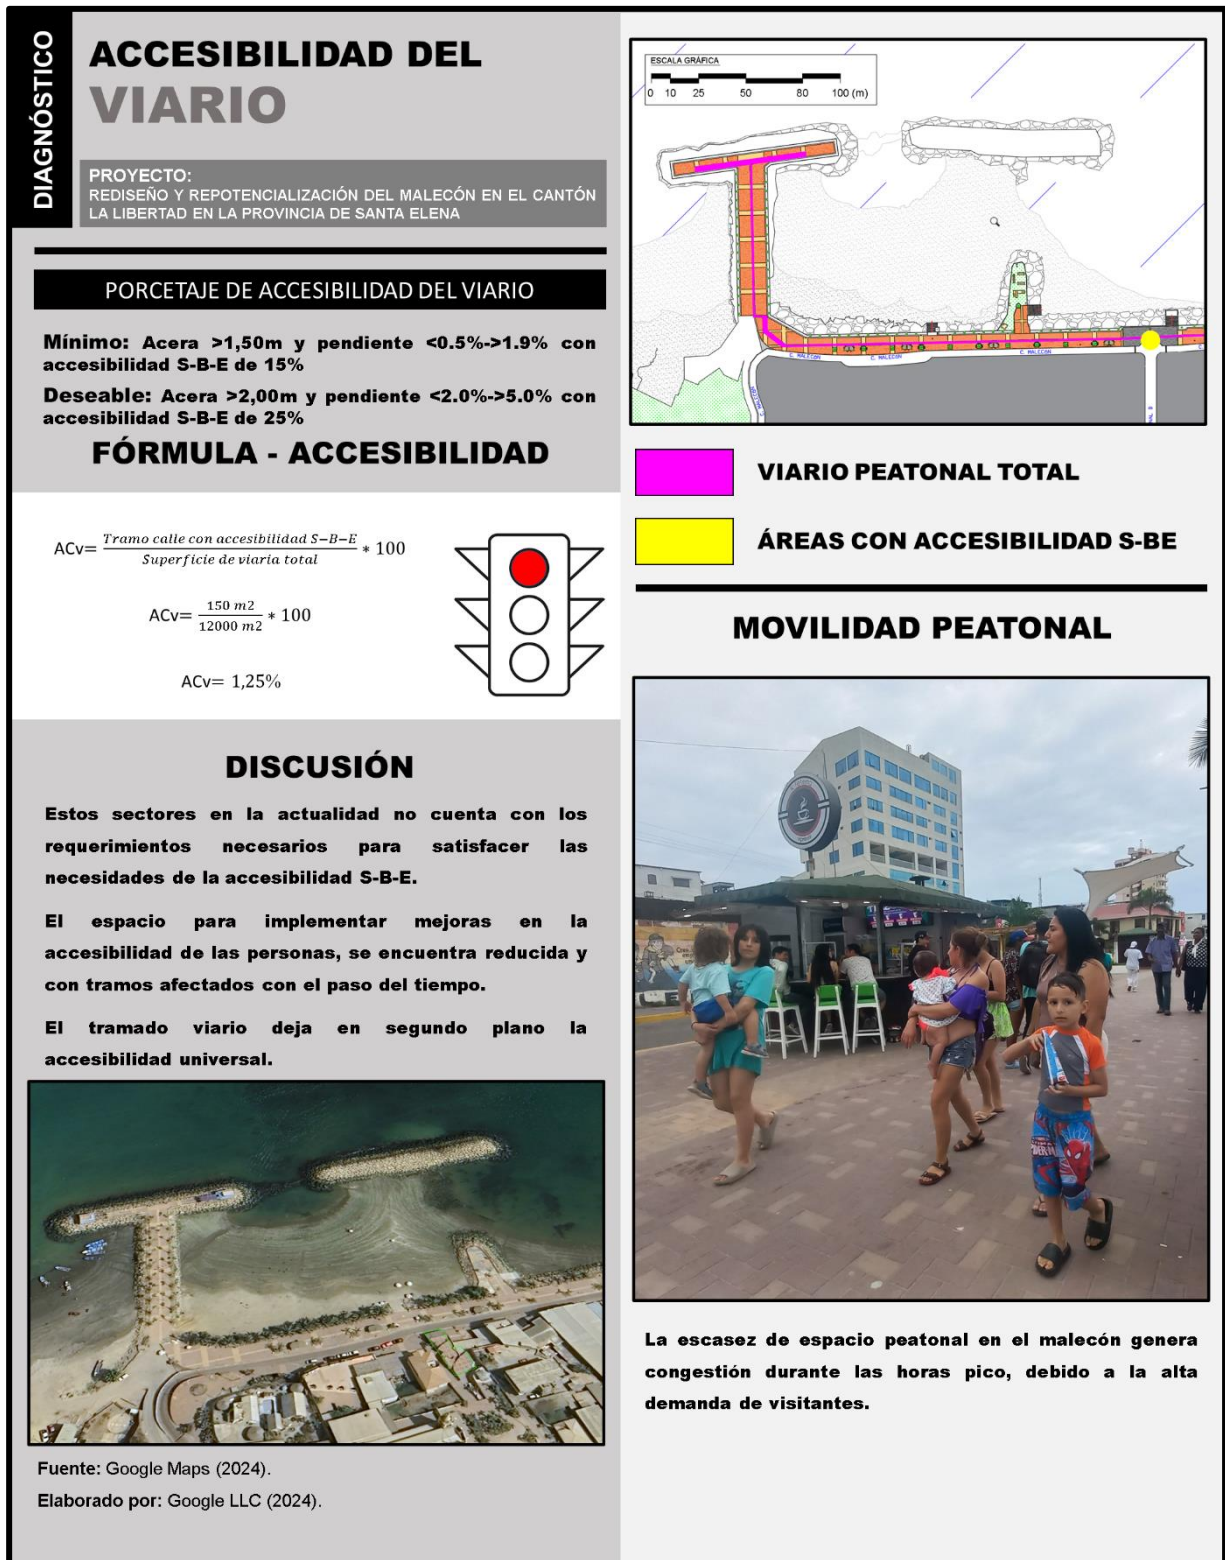 DIAGNÓSTICO
ACCESIBILIDAD DEL
VIARIO
PROYECTO:
REDISEÑO Y REPOTENCIALIZACIÓN DEL MALECÓN EN EL CANTÓN
LA LIBERTAD EN LA PROVINCIA DE SANTA ELENA
PORCETAJE DE ACCESIBILIDAD DEL VIARIO
Mínimo: Acera >1,50m y pendiente <0.5%->1.9% con
accesibilidad S-B-E de 15%
Deseable: Acera >2,00m y pendiente <2.0%->5.0% con
accesibilidad S-B-E de 25%
FÓRMULA - ACCESIBILIDAD
ACv= Tramo calle con accesibilidad S−B−E / Superficie de viaria total * 100
ACv= 150 m2 / 12000 m2 * 100
ACv= 1,25%
DISCUSIÓN
Estos sectores en la actualidad no cuenta con los
requerimientos necesarios para satisfacer las
necesidades de la accesibilidad S-B-E.
El espacio para implementar mejoras en la
accesibilidad de las personas, se encuentra reducida y
con tramos afectados con el paso del tiempo.
El tramado viario deja en segundo plano la
accesibilidad universal.
Fuente: Google Maps (2024).
Elaborado por: Google LLC (2024).
ESCALA GRÁFICA
0 10 25 50 80 100 (m)
C. MALECON
C. MALECON
C. MALECON
VIARIO PEATONAL TOTAL
ÁREAS CON ACCESIBILIDAD S-BE
MOVILIDAD PEATONAL
La escasez de espacio peatonal en el malecón genera
congestión durante las horas pico, debido a la alta
demanda de visitantes.